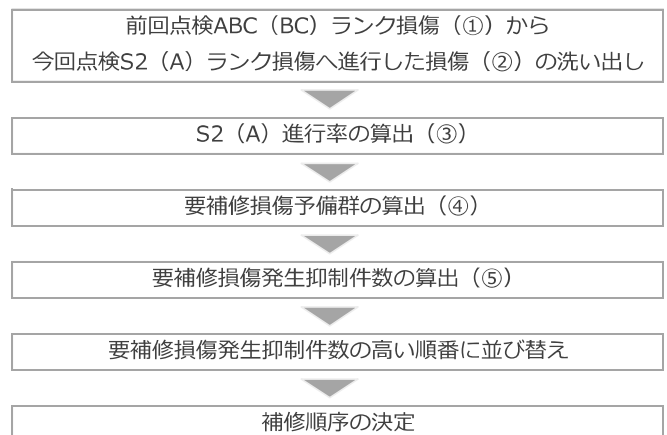 前回点検ABC（BC）ランク損傷（①）から
今回点検S2（A）ランク損傷へ進行した損傷（②）の洗い出し
S2（A）進行率の算出（③）
要補修損傷予備群の算出（④）
要補修損傷発生抑制件数の算出（⑤）
要補修損傷発生抑制件数の高い順番に並び替え
補修順序の決定